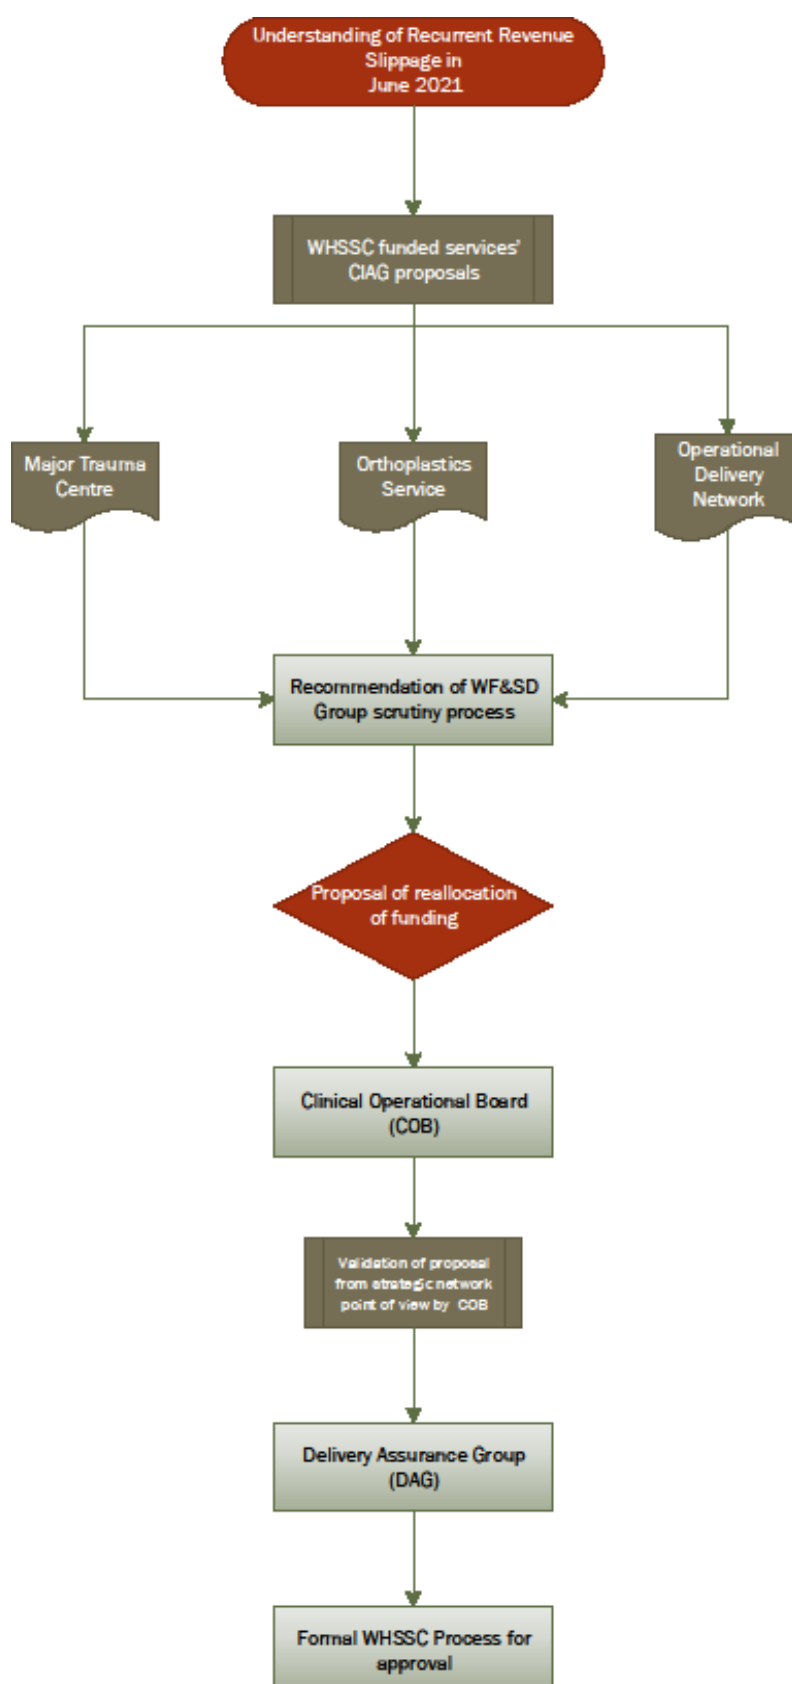 Understanding of Recurrent Revenue
Slippage in
June 2021
WHSSC funded services'
CIAG proposals
Major Trauma
Centre
Orthoplastics
Service
Operational
Delivery
Network
Recommendation of WF&SD
Group scrutiny process
Proposal of reallocation
of funding
Clinical Operational Board
(COB)
Validation of proposal
from strategic network
point of view by COB
Delivery Assurance Group
(DAG)
Formal WHSSC Process for
approval